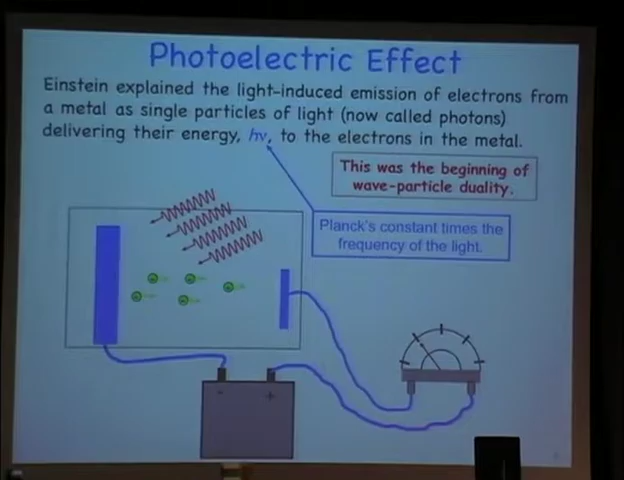 Photoelectric Effect
Einstein explained the light-induced emission of electrons from
a metal as single particles of light (now called photons)
delivering their energy, hν, to the electrons in the metal.
This was the beginning of
wave-particle duality.
Planck's constant times the
frequency of the light.
- +